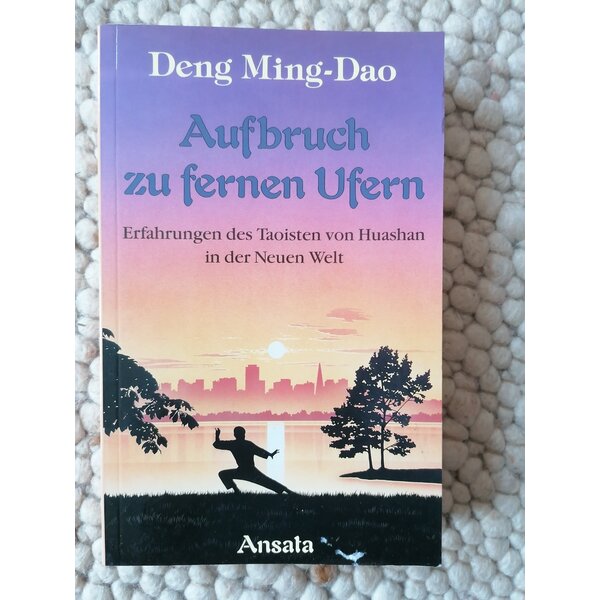 Deng Ming-Dao
Aufbruch
zu fernen Ufern
Erfahrungen des Taoisten von Huashan
in der Neuen Welt
Ansata